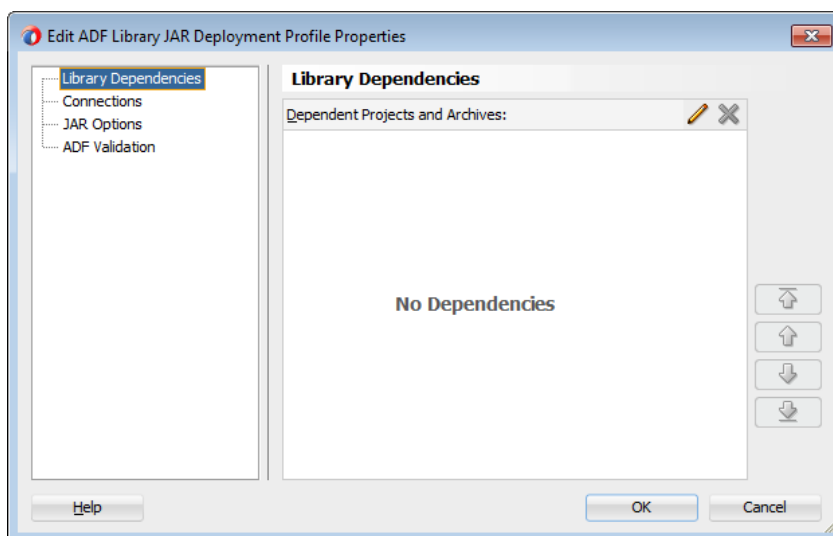 Edit ADF Library JAR Deployment Profile Properties
Library Dependencies
Connections
JAR Options
ADF Validation
Library Dependencies
Dependent Projects and Archives:
No Dependencies
Help
OK
Cancel